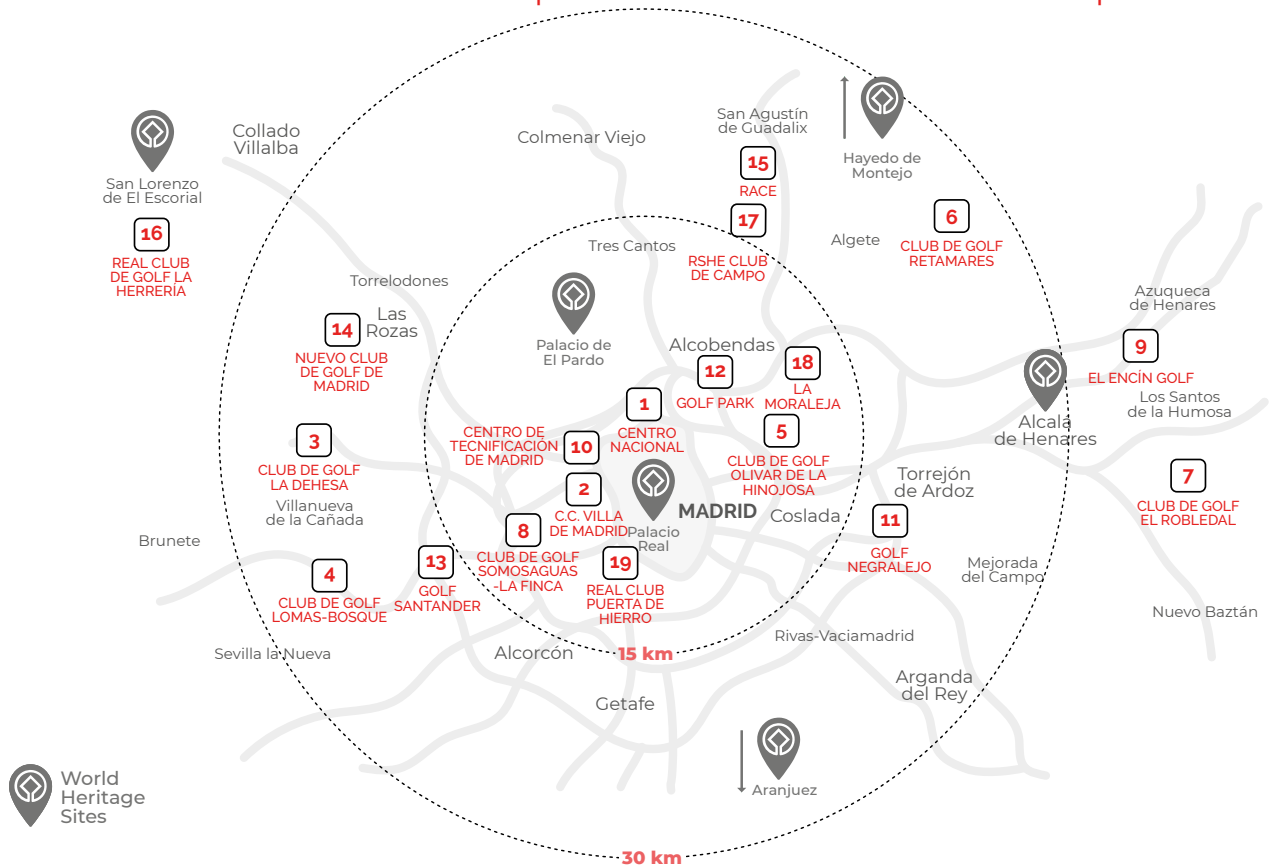 Collado
Villalba
San Lorenzo
de El Escorial
16
REAL CLUB
DE GOLF LA
HERRERÍA
Colmenar Viejo
San Agustín
de Guadalix
15
RACE
17
RSHE CLUB
DE CAMPO
Hayedo de
Montejo
6
CLUB DE GOLF
RETAMARES
Algete
Tres Cantos
Torrelodones
Las
Rozas
14
NUEVO CLUB
DE GOLF DE
MADRID
Palacio de
El Pardo
Alcobendas
12
GOLF PARK
18
LA
MORALEJA
Azuqueca
de Henares
9
EL ENCÍN GOLF
Los Santos
de la Humosa
Alcalá
de Henares
3
CLUB DE GOLF
LA DEHESA
Villanueva
de la Cañada
CENTRO DE
TECNIFICACIÓN
DE MADRID
10
1
CENTRO
NACIONAL
5
CLUB DE GOLF
OLIVAR DE LA
HINOJOSA
2
C.C. VILLA
DE MADRID
MADRID
Palacio
Real
Coslada
Torrejón
de Ardoz
11
GOLF
NEGRALEJO
7
CLUB DE GOLF
EL ROBLEDAL
Brunete
4
CLUB DE GOLF
LOMAS-BOSQUE
13
GOLF
SANTANDER
8
CLUB DE GOLF
SOMOSAGUAS
-LA FINCA
19
REAL CLUB
PUERTA DE
HIERRO
Mejorada
del Campo
Nuevo Baztán
Sevilla la Nueva
Alcorcón
15 km
Rivas-Vaciamadrid
Arganda
del Rey
Getafe
Aranjuez
World
Heritage
Sites
30 km